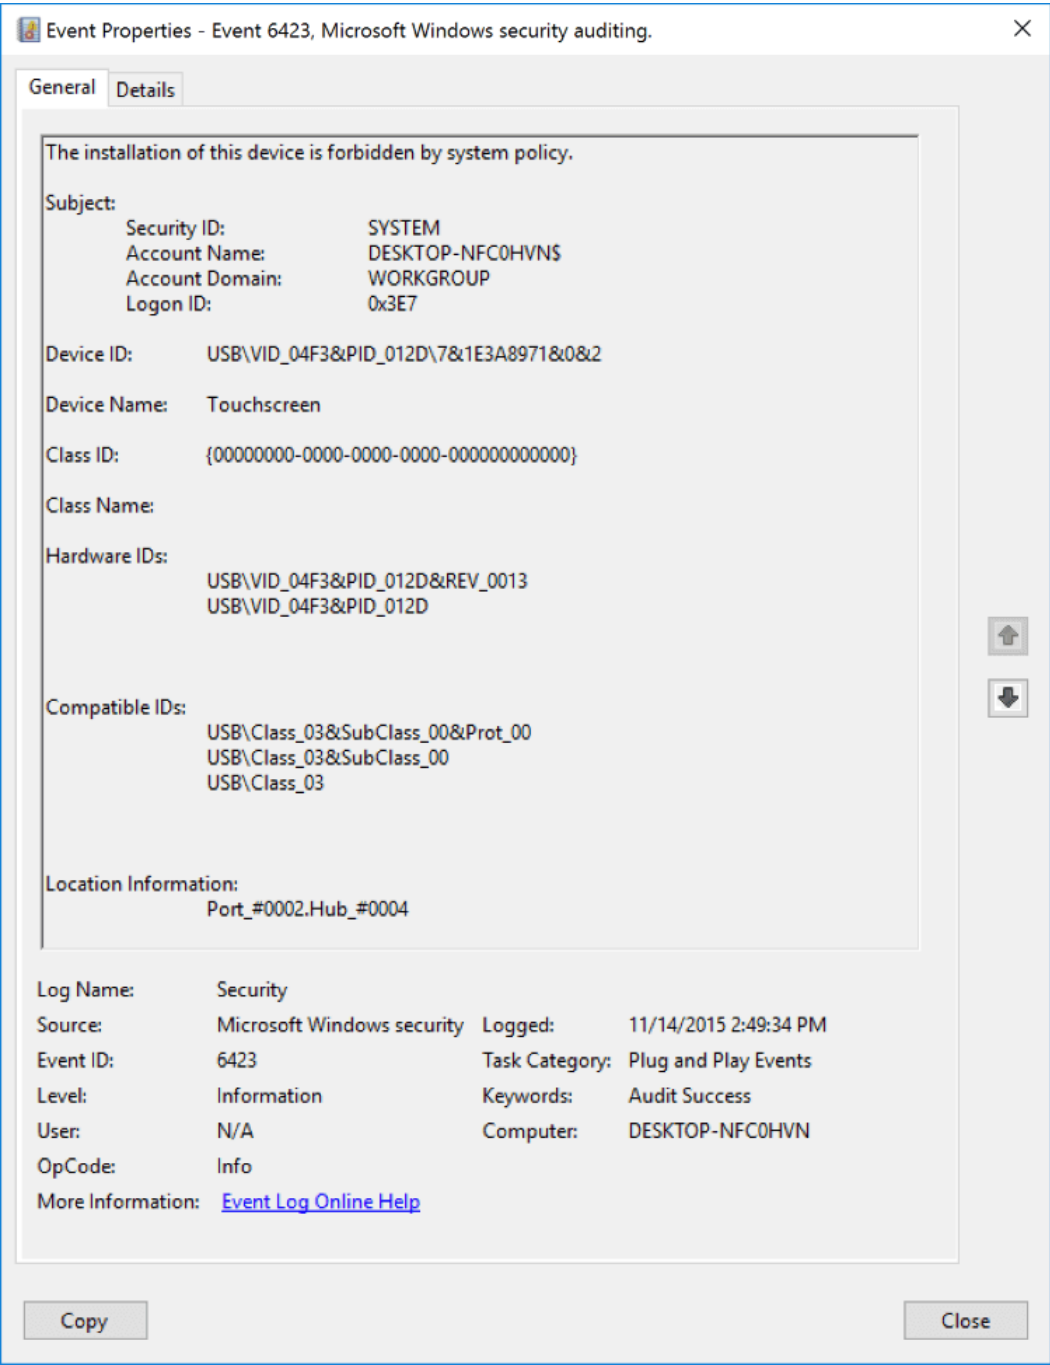 Event Properties - Event 6423, Microsoft Windows security auditing.
General Details
The installation of this device is forbidden by system policy.
Subject:
Security ID: SYSTEM
Account Name: DESKTOP-NFC0HVN$
Account Domain: WORKGROUP
Logon ID: 0x3E7
Device ID: USB\VID_04F3&PID_012D\7&1E3A8971&0&2
Device Name: Touchscreen
Class ID: {00000000-0000-0000-0000-000000000000}
Class Name:
Hardware IDs:
USB\VID_04F3&PID_012D&REV_0013
USB\VID_04F3&PID_012D
Compatible IDs:
USB\Class_03&SubClass_00&Prot_00
USB\Class_03&SubClass_00
USB\Class_03
Location Information:
Port_#0002.Hub_#0004
Log Name: Security
Source: Microsoft Windows security Logged: 11/14/2015 2:49:34 PM
Event ID: 6423 Task Category: Plug and Play Events
Level: Information Keywords: Audit Success
User: N/A Computer: DESKTOP-NFC0HVN
OpCode: Info
More Information: Event Log Online Help
Copy Close